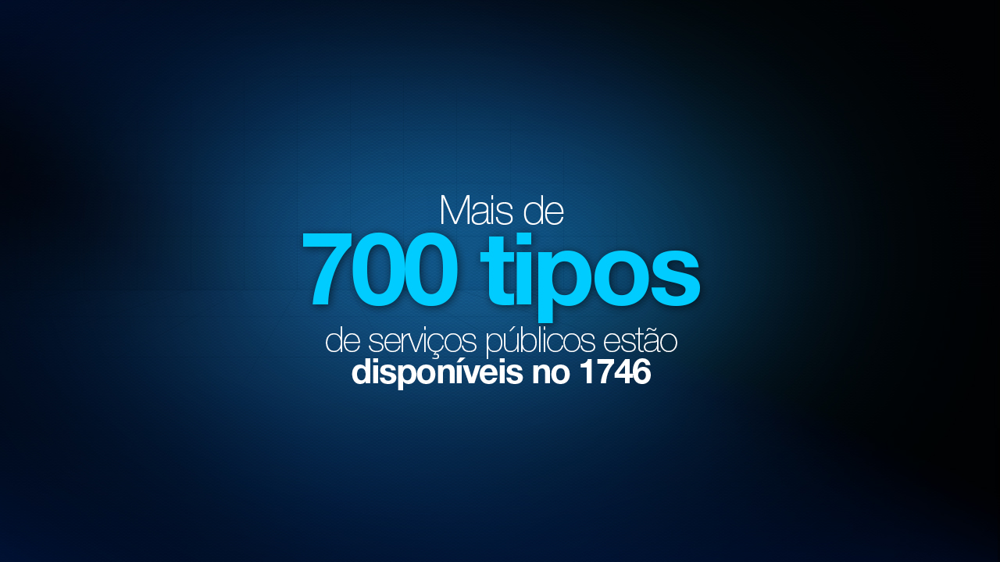 Mais de
700 tipos
de serviços públicos estão
disponíveis no 1746